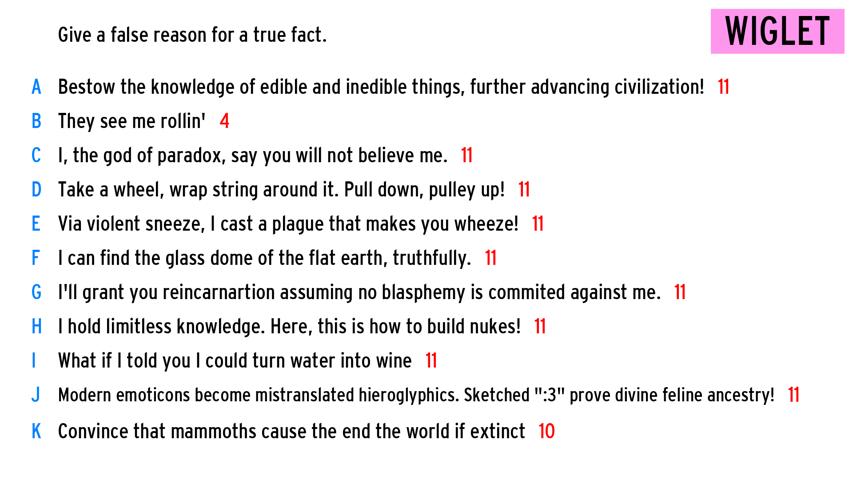 Give a false reason for a true fact.
WIGLET
A Bestow the knowledge of edible and inedible things, further advancing civilization! 11
B They see me rollin' 4
C I, the god of paradox, say you will not believe me. 11
D Take a wheel, wrap string around it. Pull down, pulley up! 11
E Via violent sneeze, I cast a plague that makes you wheeze! 11
F I can find the glass dome of the flat earth, truthfully. 11
G I'll grant you reincarnartion assuming no blasphemy is commited against me. 11
H I hold limitless knowledge. Here, this is how to build nukes! 11
I What if I told you I could turn water into wine 11
J Modern emoticons become mistranslated hieroglyphics. Sketched ":3" prove divine feline ancestry! 11
K Convince that mammoths cause the end the world if extinct 10